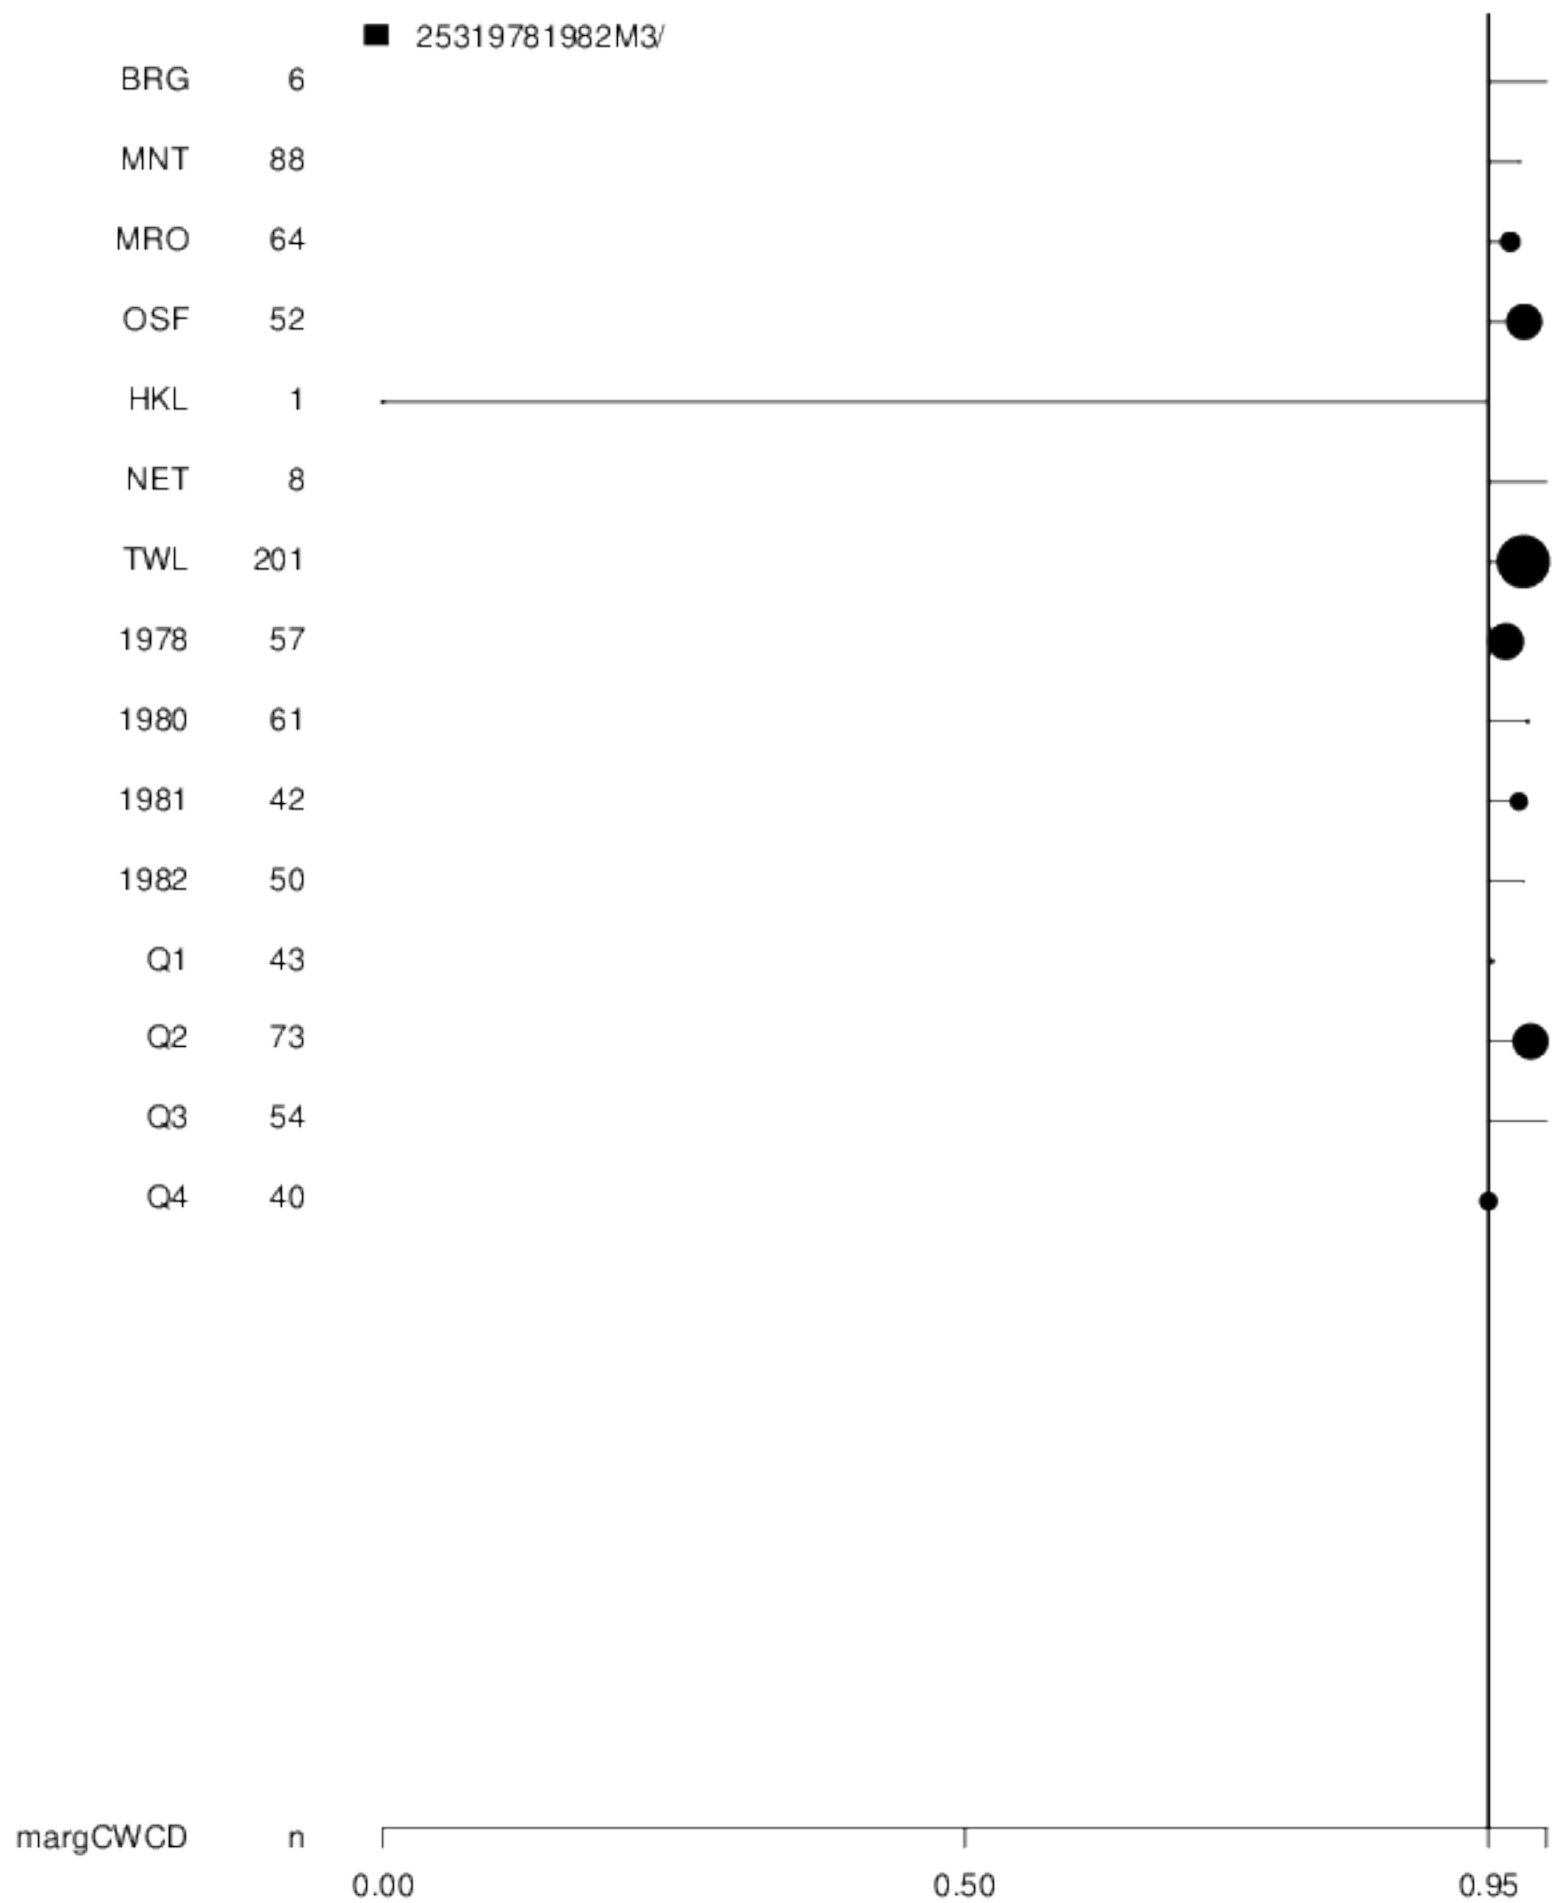 25319781982M3/
BRG 6
MNT 88
MRO 64
OSF 52
HKL 1
NET 8
TWL 201
1978 57
1980 61
1981 42
1982 50
Q1 43
Q2 73
Q3 54
Q4 40
margCWCD n
0.00 0.50 0.95